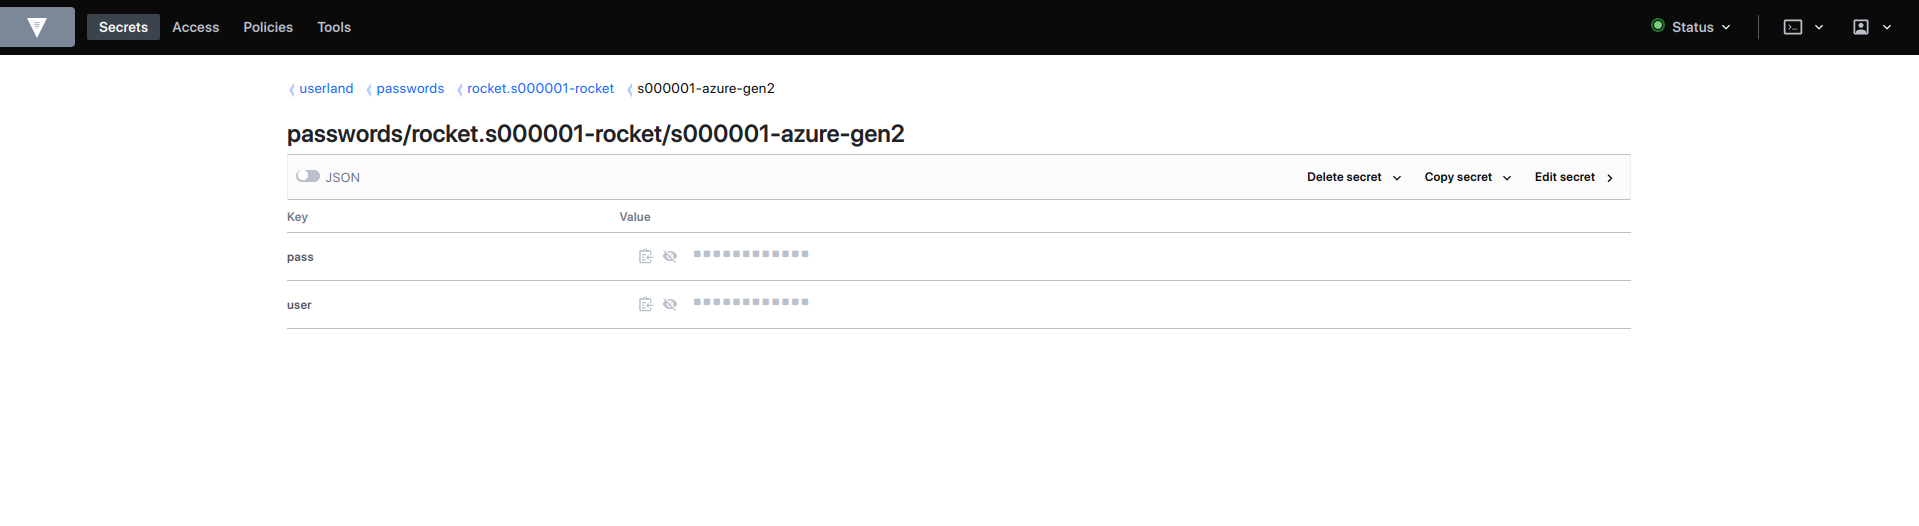 Secrets Access Policies Tools Status
userland passwords rocket.s000001-rocket s000001-azure-gen2
passwords/rocket.s000001-rocket/s000001-azure-gen2
JSON Delete secret Copy secret Edit secret
Key Value
pass
user